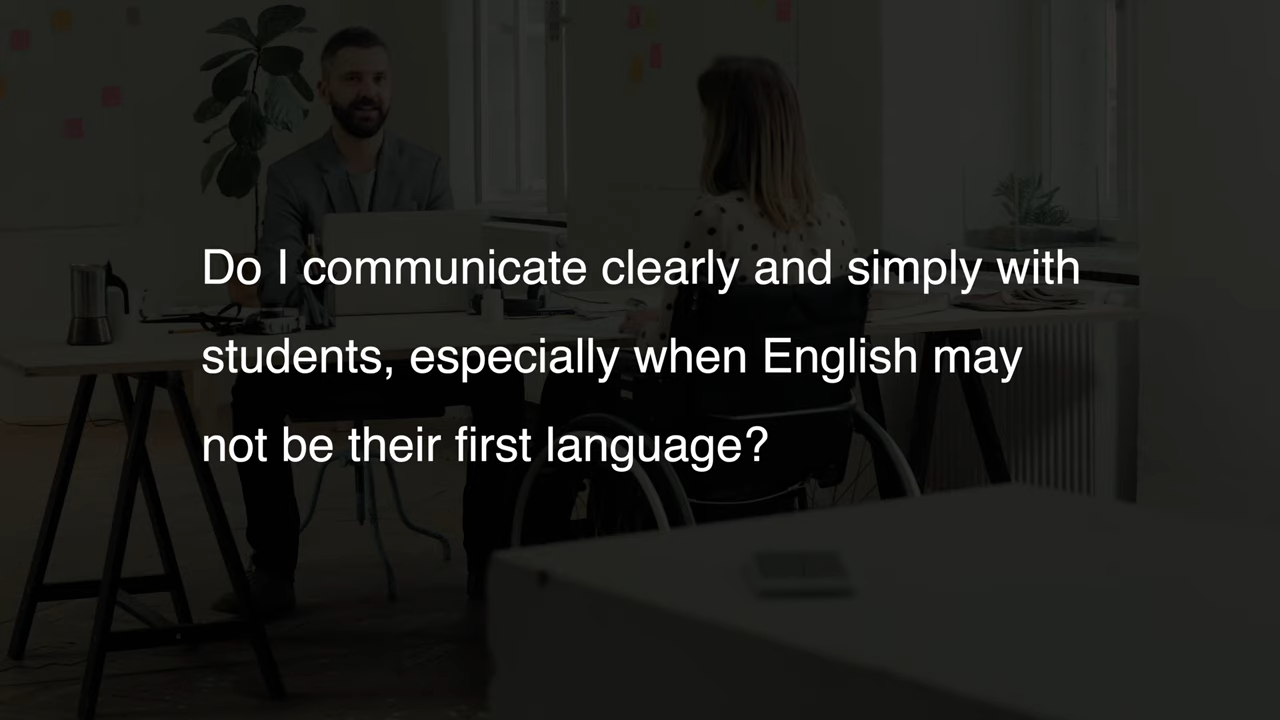 Do I communicate clearly and simply with
students, especially when English may
not be their first language?